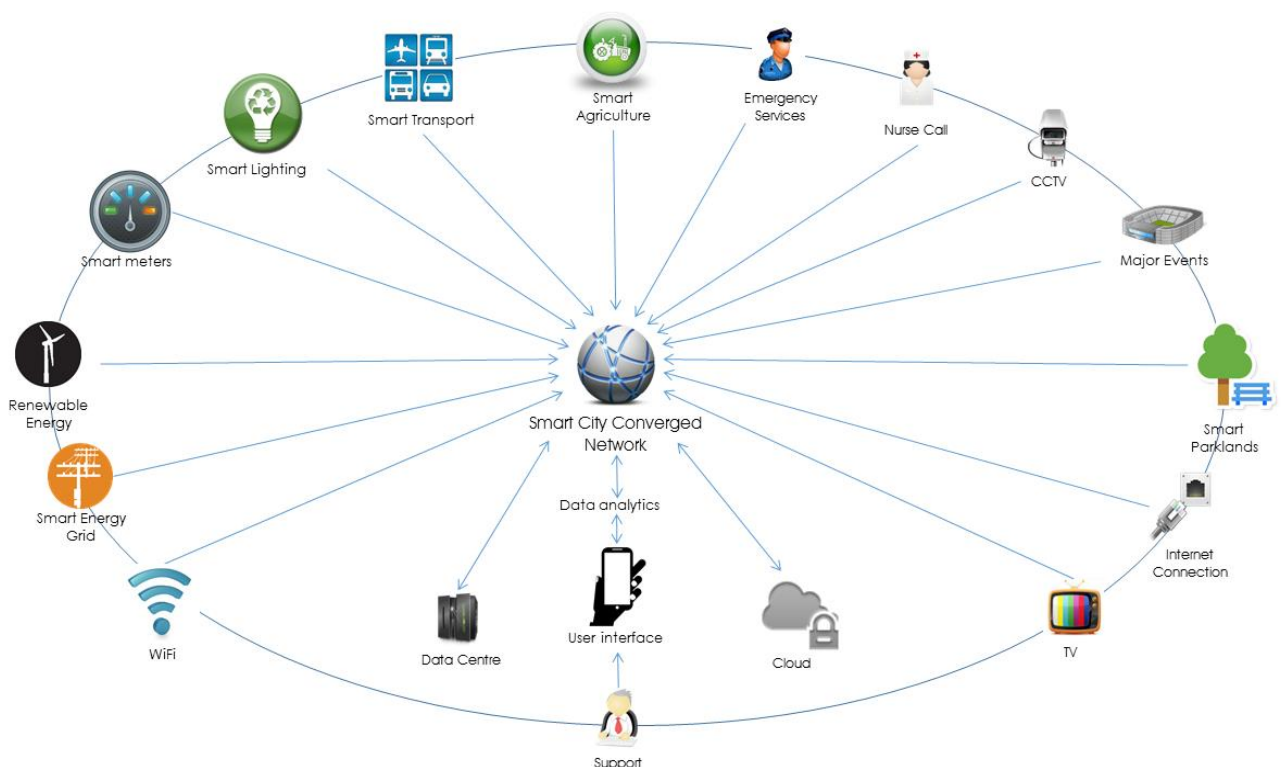 Smart Agriculture
Smart Transport
Emergency
Services
Nurse Call
Smart Lighting
CCTV
Smart meters
Major Events
Renewable
Energy
Smart City Converged
Network
Smart
Parklands
Data analytics
Smart Energy
Grid
Internet
Connection
User interface
WiFi
Data Centre
Cloud
TV
Support